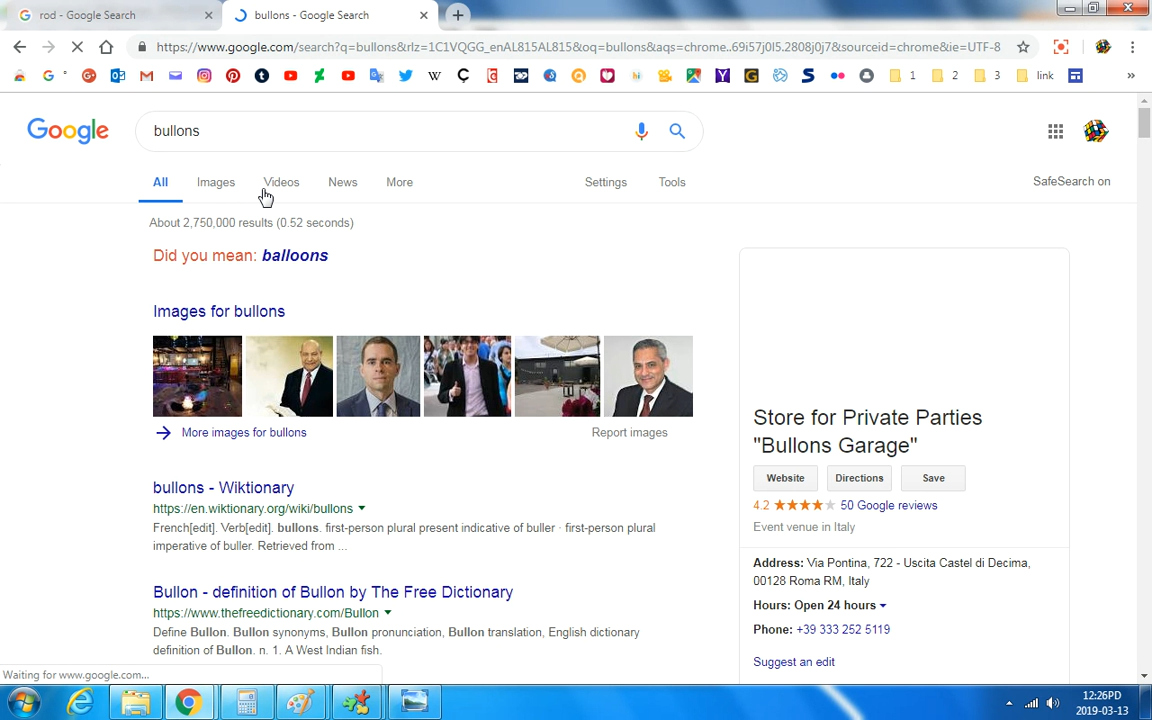 rod - Google Search
bullons - Google Search
https://www.google.com/search?q=bullons&rlz=1C1VQGG_enAL815AL815&oq=bullons&aqs=chrome..69i57j0l5.2808j0j7&sourceid=chrome&ie=UTF-8
1 2 3 link
Google
bullons
All Images Videos News More Settings Tools SafeSearch on
About 2,750,000 results (0.52 seconds)
Did you mean: balloons
Images for bullons
More images for bullons Report images
bullons - Wiktionary
https://en.wiktionary.org/wiki/bullons
French[edit]. Verb[edit]. bullons. first-person plural present indicative of buller · first-person plural
imperative of buller. Retrieved from ...
Bullon - definition of Bullon by The Free Dictionary
https://www.thefreedictionary.com/Bullon
Define Bullon. Bullon synonyms, Bullon pronunciation, Bullon translation, English dictionary
definition of Bullon. n. 1. A West Indian fish.
Store for Private Parties
"Bullons Garage"
Website Directions Save
4.2 50 Google reviews
Event venue in Italy
Address: Via Pontina, 722 - Uscita Castel di Decima,
00128 Roma RM, Italy
Hours: Open 24 hours
Phone: +39 333 252 5119
Suggest an edit
Waiting for www.google.com...
12:26PD
2019-03-13